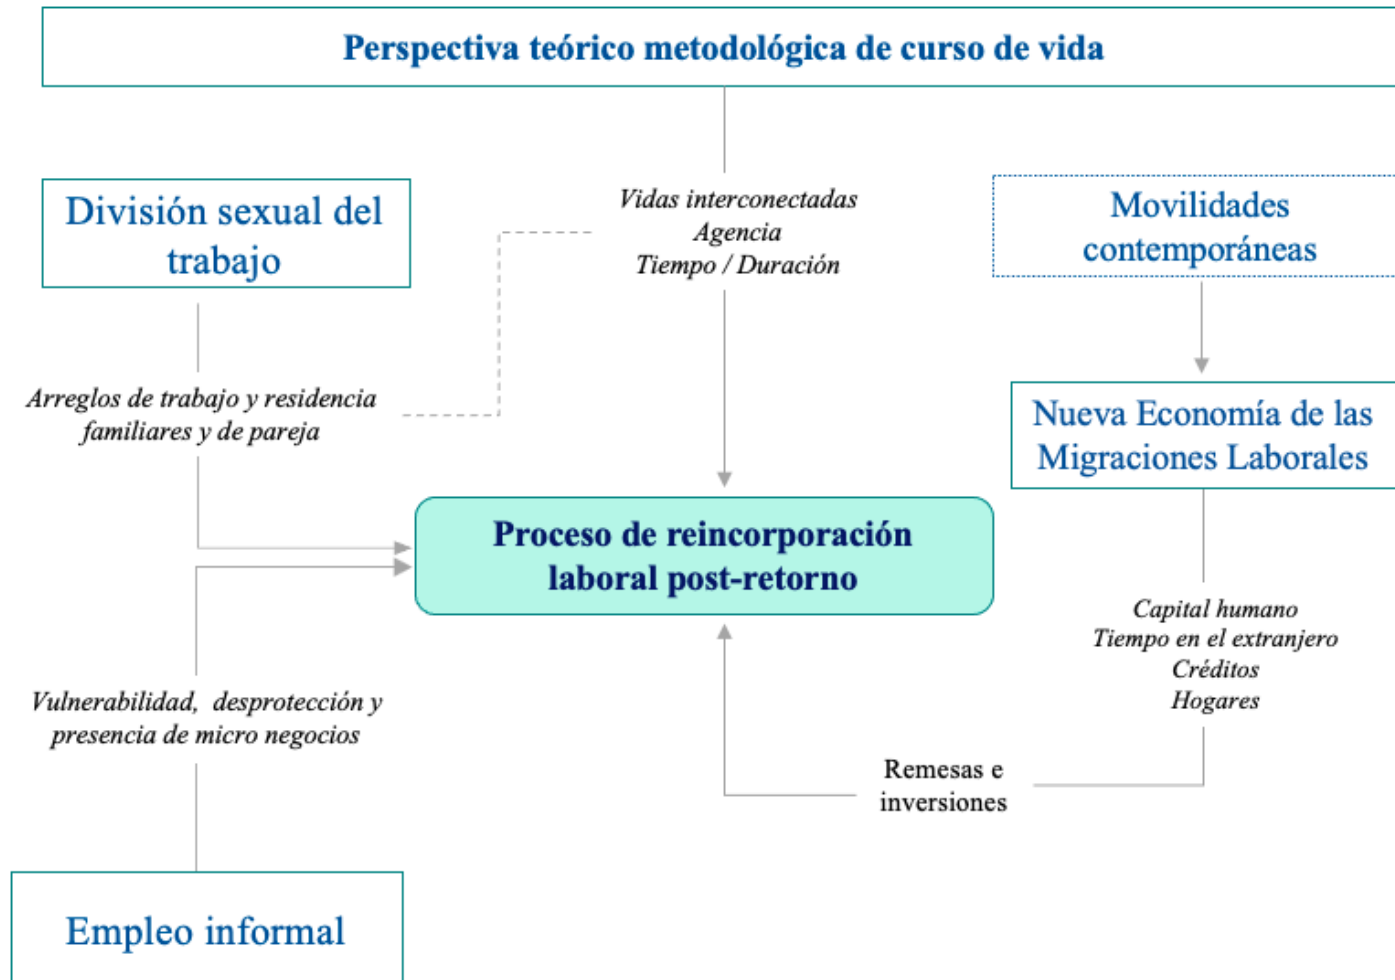 Perspectiva teórico metodológica de curso de vida
División sexual del
trabajo
Vidas interconectadas
Agencia
Tiempo / Duración
Movilidades
contemporáneas
Arreglos de trabajo y residencia
familiares y de pareja
Nueva Economía de las
Migraciones Laborales
Proceso de reincorporación
laboral post-retorno
Capital humano
Tiempo en el extranjero
Créditos
Hogares
Vulnerabilidad, desprotección y
presencia de micro negocios
Remesas e
inversiones
Empleo informal